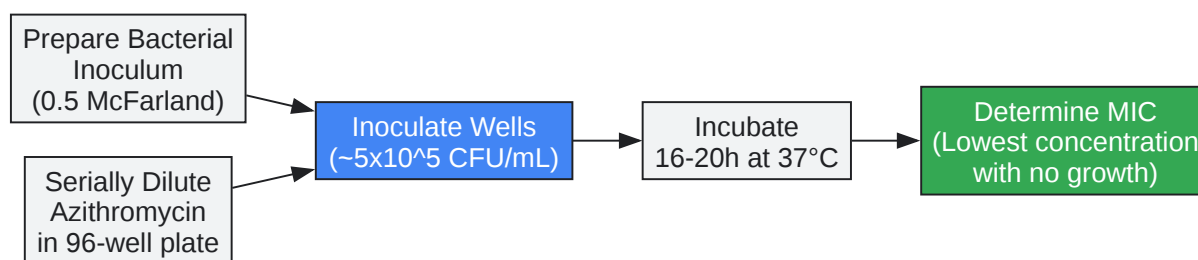 Prepare Bacterial
Inoculum
(0.5 McFarland)
Serially Dilute
Azithromycin
in 96-well plate
Inoculate Wells
(~5x10^5 CFU/mL)
Incubate
16-20h at 37°C
Determine MIC
(Lowest concentration
with no growth)